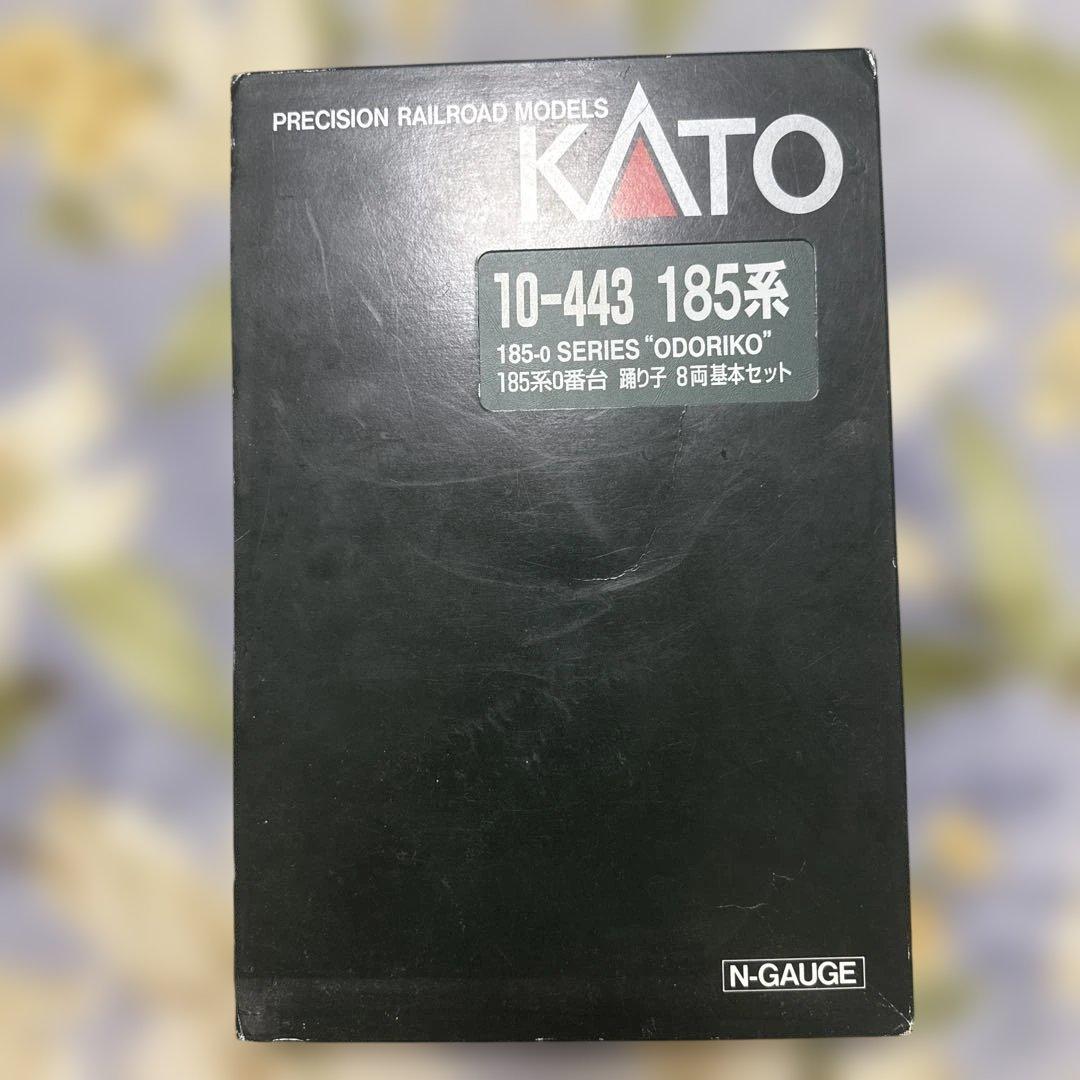 PRECISION RAILROAD MODELS
KATO
10-443 185系
185-0 SERIES “ODORIKO”
185系0番台 踊り子 8両基本セット
N-GAUGE